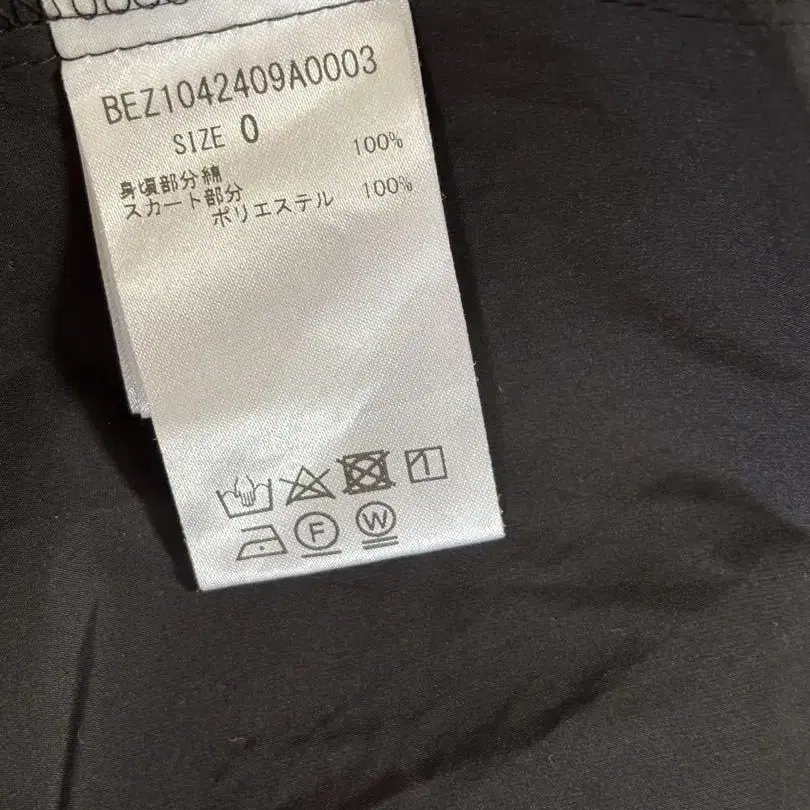 BEZ1042409A0003
SIZE 0
身頃部分綿 100%
スカート部分
ポリエステル 100%
F W